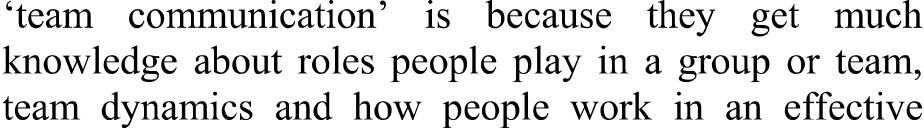 ‘team communication’ is because they get much
knowledge about roles people play in a group or team,
team dynamics and how people work in an effective